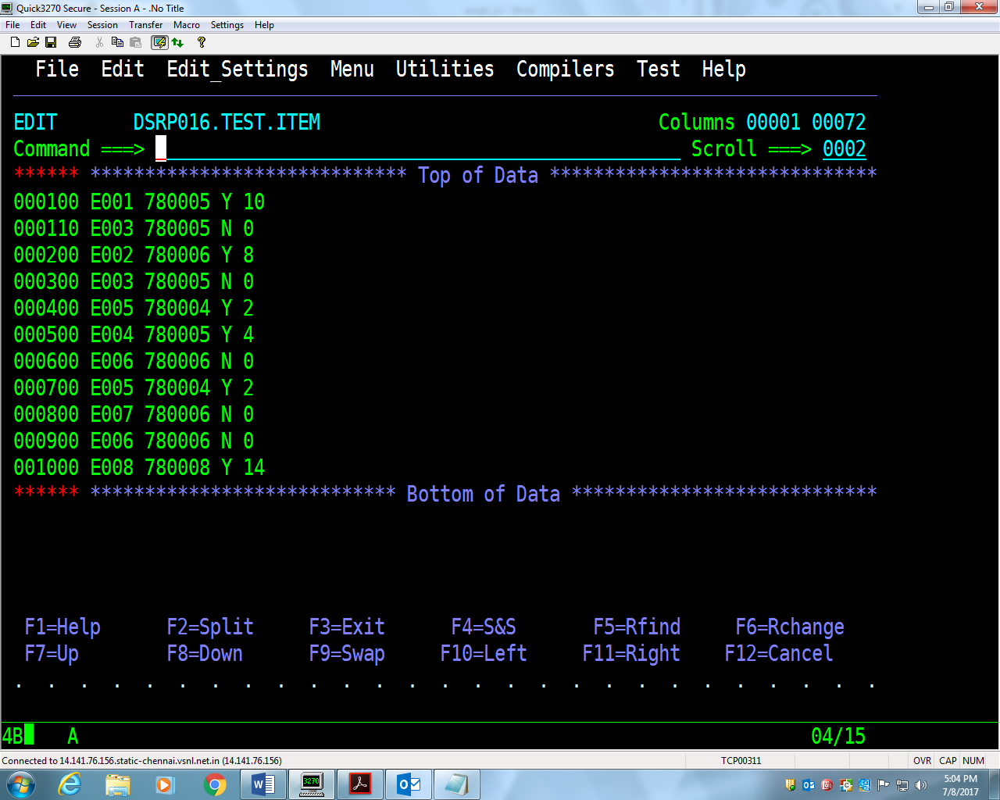 Quick3270 Secure - Session A - .No Title
File Edit View Session Transfer Macro Settings Help
File Edit Edit_Settings Menu Utilities Compilers Test Help
EDIT DSRP016.TEST.ITEM Columns 00001 00072
Command ===> Scroll ===> 0002
****** ***************************** Top of Data ******************************
000100 E001 780005 Y 10
000110 E003 780005 N 0
000200 E002 780006 Y 8
000300 E003 780005 N 0
000400 E005 780004 Y 2
000500 E004 780005 Y 4
000600 E006 780006 N 0
000700 E005 780004 Y 2
000800 E007 780006 N 0
000900 E006 780006 N 0
001000 E008 780008 Y 14
****** **************************** Bottom of Data ****************************
F1=Help F2=Split F3=Exit F4=S&S F5=Rfind F6=Rchange
F7=Up F8=Down F9=Swap F10=Left F11=Right F12=Cancel
. . . . . . . . . . . . . . . . . . . . . . . . . . .
4B A 04/15
Connected to 14.141.76.156.static-chennai.vsnl.net.in (14.141.76.156) TCP00311 OVR CAP NUM
3270
5:04 PM
7/8/2017